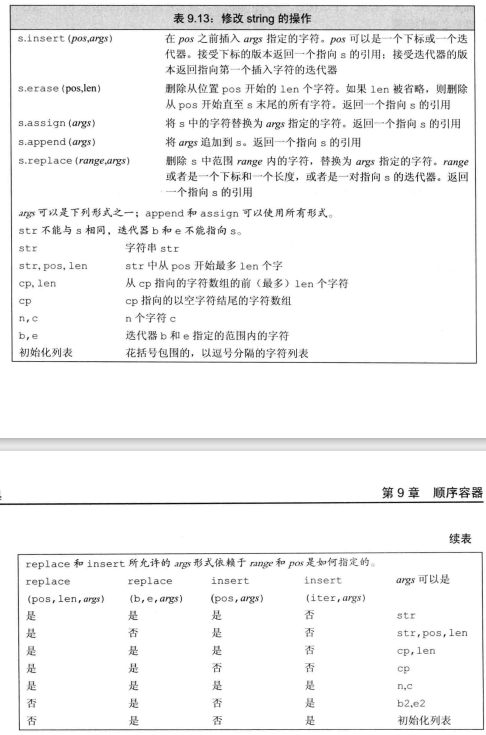 表 9.13：修改 string 的操作
s.insert(pos,args) 在 pos 之前插入 args 指定的字符。pos 可以是一个下标或一个迭
代器。接受下标的版本返回一个指向 s 的引用；接受迭代器的版
本返回指向第一个插入字符的迭代器
s.erase(pos,len) 删除从位置 pos 开始的 len 个字符。如果 len 被省略，则删除
从 pos 开始直至 s 末尾的所有字符。返回一个指向 s 的引用
s.assign(args) 将 s 中的字符替换为 args 指定的字符。返回一个指向 s 的引用
s.append(args) 将 args 追加到 s。返回一个指向 s 的引用
s.replace(range,args) 删除 s 中范围 range 内的字符，替换为 args 指定的字符。range
或者是一个下标和一个长度，或者是一对指向 s 的迭代器。返回
一个指向 s 的引用
args 可以是下列形式之一；append 和 assign 可以使用所有形式。
str 不能与 s 相同，迭代器 b 和 e 不能指向 s。
str 字符串 str
str,pos,len str 中从 pos 开始最多 len 个字
cp,len 从 cp 指向的字符数组的前（最多）len 个字符
cp cp 指向的以空字符结尾的字符数组
n,c n 个字符 c
b,e 迭代器 b 和 e 指定的范围内的字符
初始化列表 花括号包围的，以逗号分隔的字符列表
第 9 章 顺序容器
续表
replace 和 insert 所允许的 args 形式依赖于 range 和 pos 是如何指定的。
replace replace insert insert args 可以是
(pos,len,args) (b,e,args) (pos,args) (iter,args)
是 是 是 否 str
是 否 是 否 str,pos,len
是 是 是 否 cp,len
是 是 否 否 cp
是 是 是 是 n,c
否 是 否 是 b2,e2
否 是 否 是 初始化列表